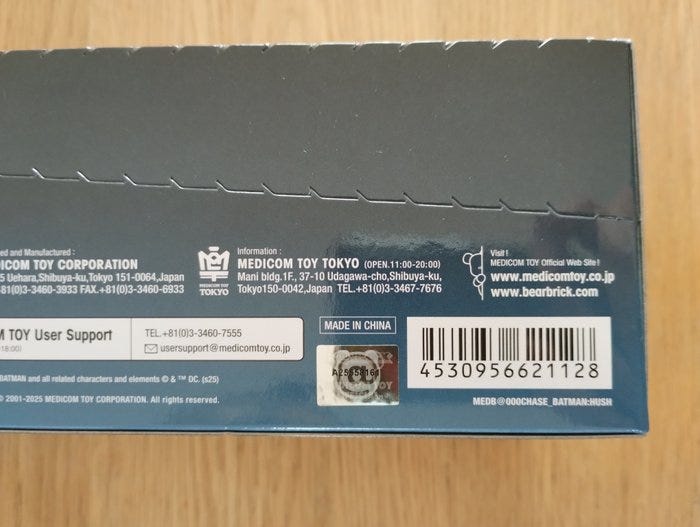 ed and Manufactured :
DICOM TOY CORPORATION
5 Uehara,Shibuya-ku,Tokyo 151-0064,Japan
81(0)3-3460-3933 FAX.+81(0)3-3460-6933
MEDICOM
TOY
TOKYO
Information :
MEDICOM TOY TOKYO (OPEN.11:00-20:00)
Mani bldg.1F., 37-10 Udagawa-cho,Shibuya-ku,
Tokyo150-0042,Japan TEL.+81(0)3-3467-7676
Visit !
MEDICOM TOY Official Web Site !
www.medicomtoy.co.jp
www.bearbrick.com
M TOY User Support
18:00)
TEL.+81(0)3-3460-7555
usersupport@medicomtoy.co.jp
MADE IN CHINA
4530956621128
BATMAN and all related characters and elements © & ™ DC. (s25)
© 2001-2025 MEDICOM TOY. All rights reserved.
MEDB@000CHASE_BATMAN:HUSH